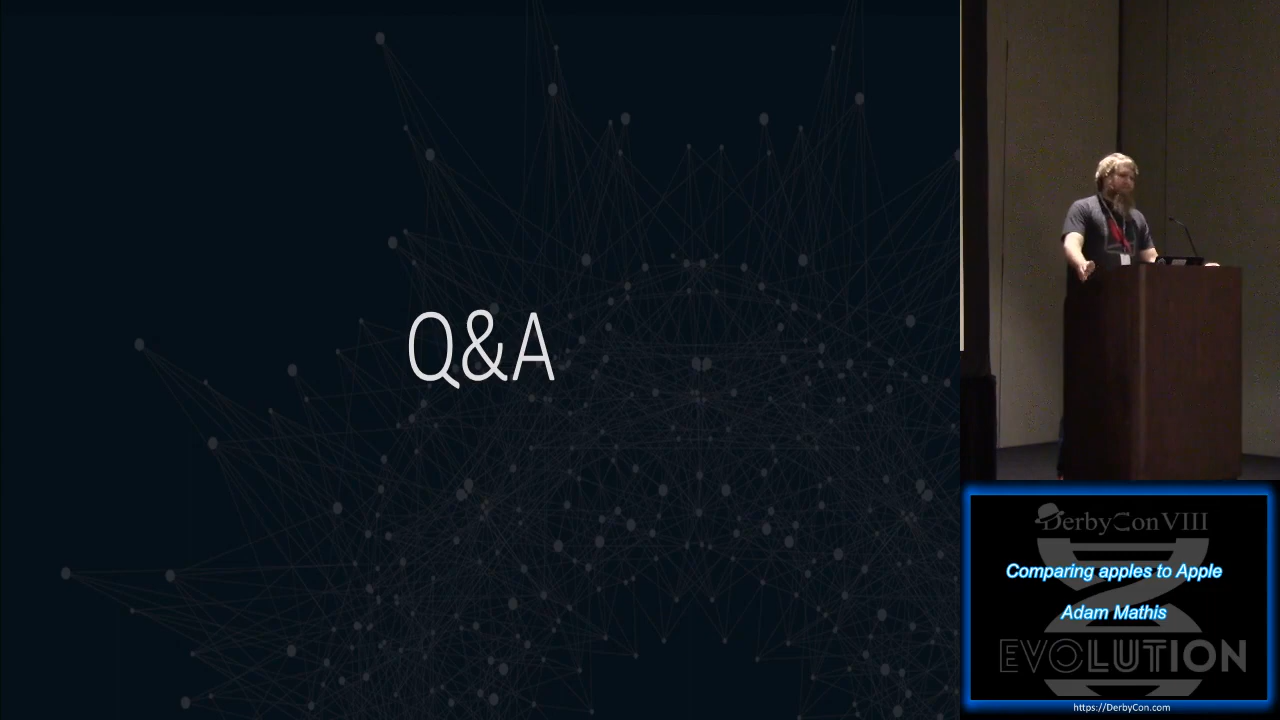 Q&A
DerbyCon VIII
Comparing apples to Apple
Adam Mathis
EVOLUTION
https://DerbyCon.com